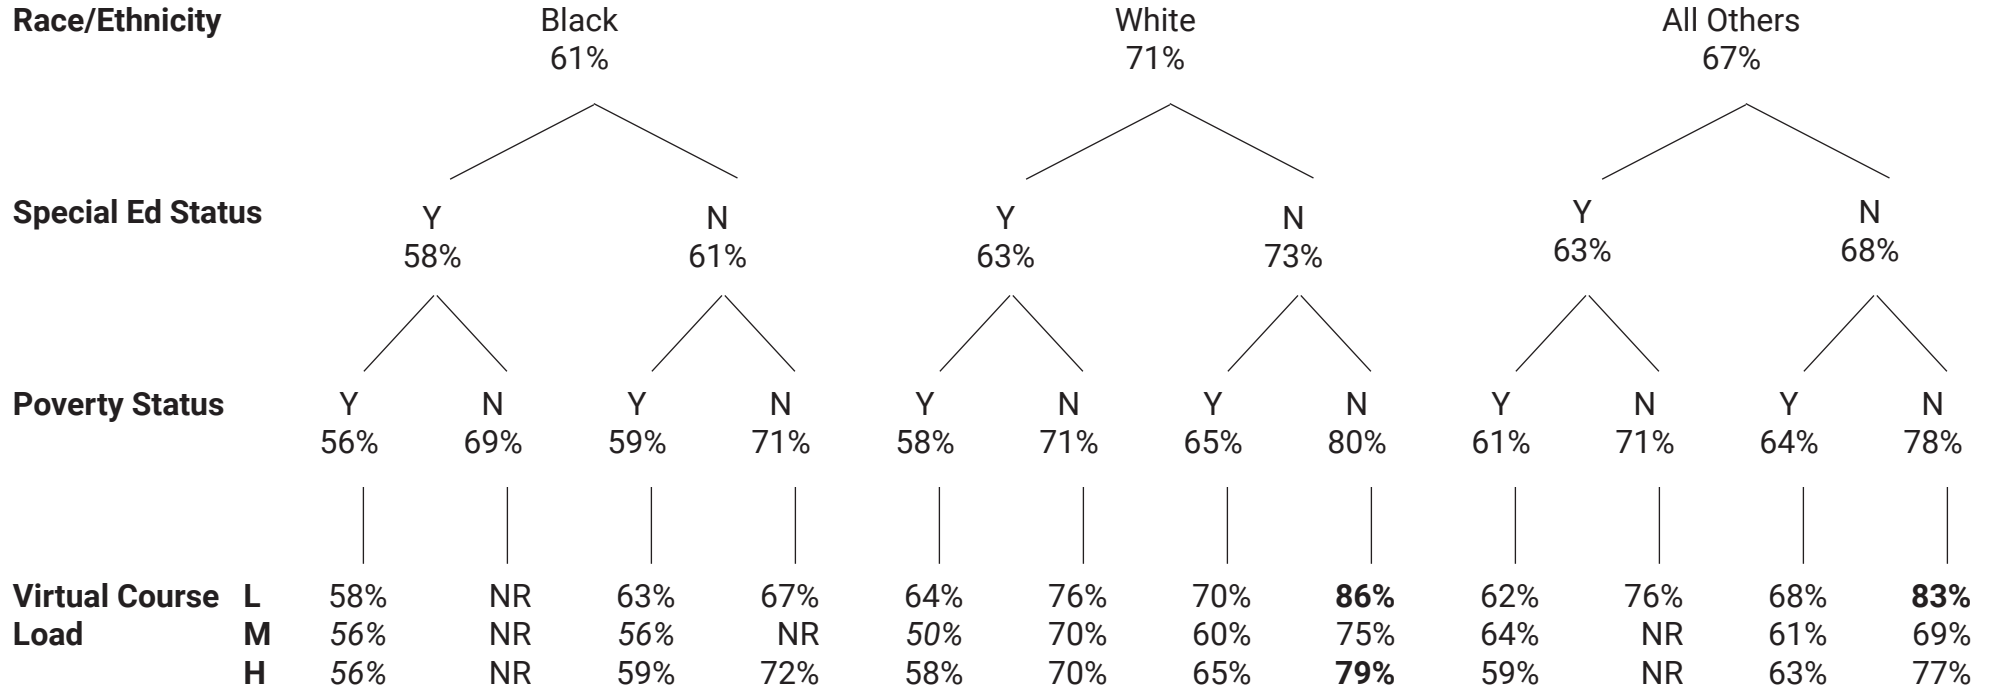 Race/Ethnicity Black White All Others
61% 71% 67%
Special Ed Status Y N Y N Y N
58% 61% 63% 73% 63% 68%
Poverty Status Y N Y N Y N Y N Y N Y N
56% 69% 59% 71% 58% 71% 65% 80% 61% 71% 64% 78%
Virtual Course L 58% NR 63% 67% 64% 76% 70% 86% 62% 76% 68% 83%
Load M 56% NR 56% NR 50% 70% 60% 75% 64% NR 61% 69%
H 56% NR 59% 72% 58% 70% 65% 79% 59% NR 63% 77%